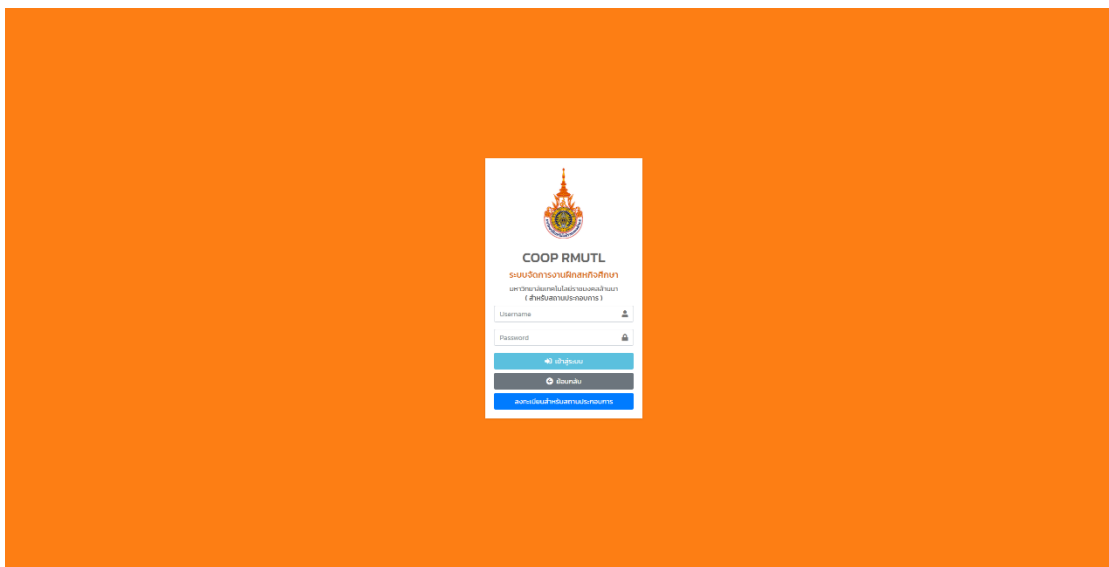 COOP RMUTL
ระบบจัดการงานฝึกสหกิจศึกษา
มหาวิทยาลัยเทคโนโลยีราชมงคลล้านนา
( สำหรับสถานประกอบการ )
Username
Password
เข้าสู่ระบบ
ย้อนกลับ
ลงทะเบียนสำหรับสถานประกอบการ